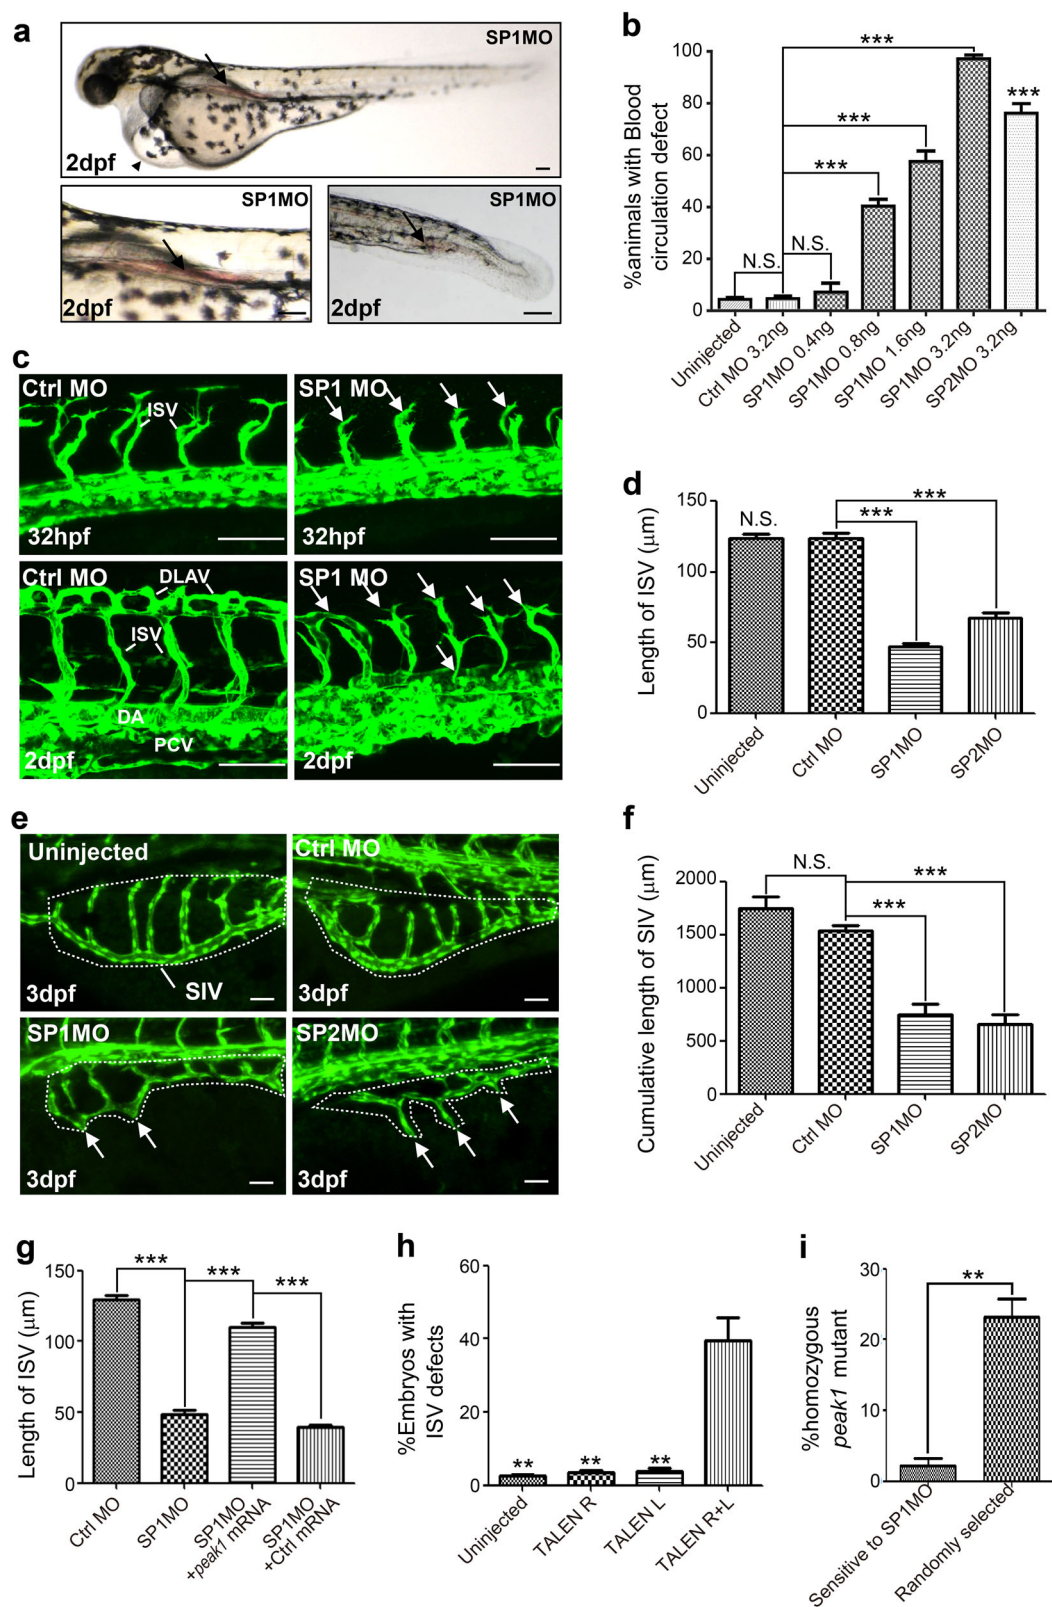 a
SP1MO
2dpf
SP1MO
2dpf
SP1MO
2dpf
b
%animals with Blood
circulation defect
100
80
60
40
20
0
***
***
***
***
N.S.
N.S.
Uninjected
Ctrl MO 3.2ng
SP1MO 0.4ng
SP1MO 0.8ng
SP1MO 1.6ng
SP1MO 3.2ng
SP2MO 3.2ng
c
Ctrl MO
ISV
32hpf
SP1 MO
32hpf
Ctrl MO
DLAV
ISV
DA
PCV
2dpf
SP1 MO
2dpf
d
Length of ISV (μm)
150
100
50
0
N.S.
***
***
Uninjected
Ctrl MO
SP1MO
SP2MO
e
Uninjected
SIV
3dpf
Ctrl MO
3dpf
SP1MO
3dpf
SP2MO
3dpf
f
Cumulative length of SIV (μm)
2000
1500
1000
500
0
N.S.
***
***
Uninjected
Ctrl MO
SP1MO
SP2MO
g
Length of ISV (μm)
150
100
50
0
***
***
***
Ctrl MO
SP1MO
SP1MO
+peak1 mRNA
SP1MO
+Ctrl mRNA
h
%Embryos with
ISV defects
60
40
20
0
**
**
**
Uninjected
TALEN R
TALEN L
TALEN R+L
i
%homozygous
peak1 mutant
30
20
10
0
**
Sensitive to SP1MO
Randomly selected